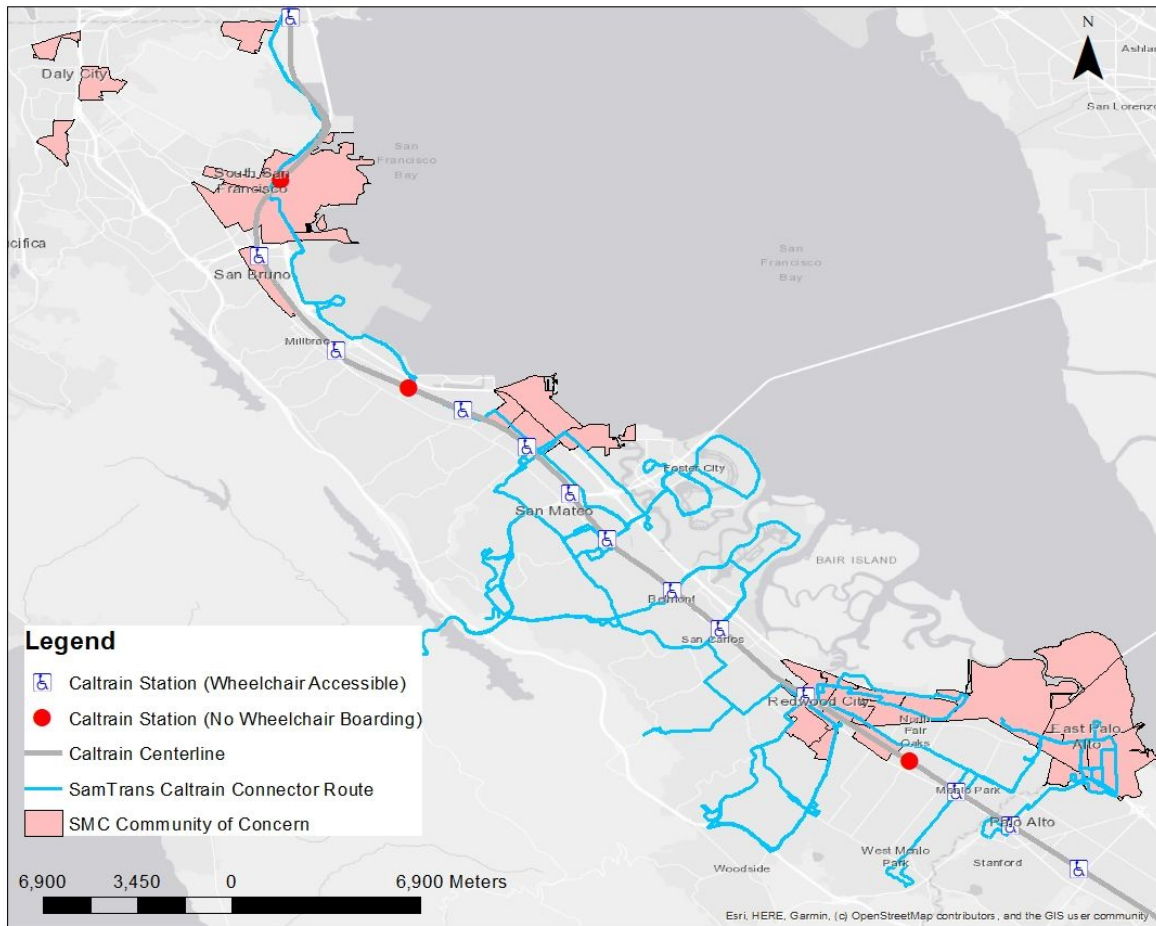 N
Ashla
San Lorenzo
Daly City
San
Francisco
Bay
South San
Francisco
cifica
San
Francisco
Bay
San Bruno
Millbrae
Foster City
San Mateo
BAIR ISLAND
Belmont
San Carlos
Redwood City
North
Fair
Oaks
East Palo
Alto
Menlo Park
Palo Alto
West Menlo
Park
Stanford
Woodside
Legend
Caltrain Station (Wheelchair Accessible)
Caltrain Station (No Wheelchair Boarding)
Caltrain Centerline
SamTrans Caltrain Connector Route
SMC Community of Concern
6,900 3,450 0 6,900 Meters
Esri, HERE, Garmin, (c) OpenStreetMap contributors, and the GIS user community